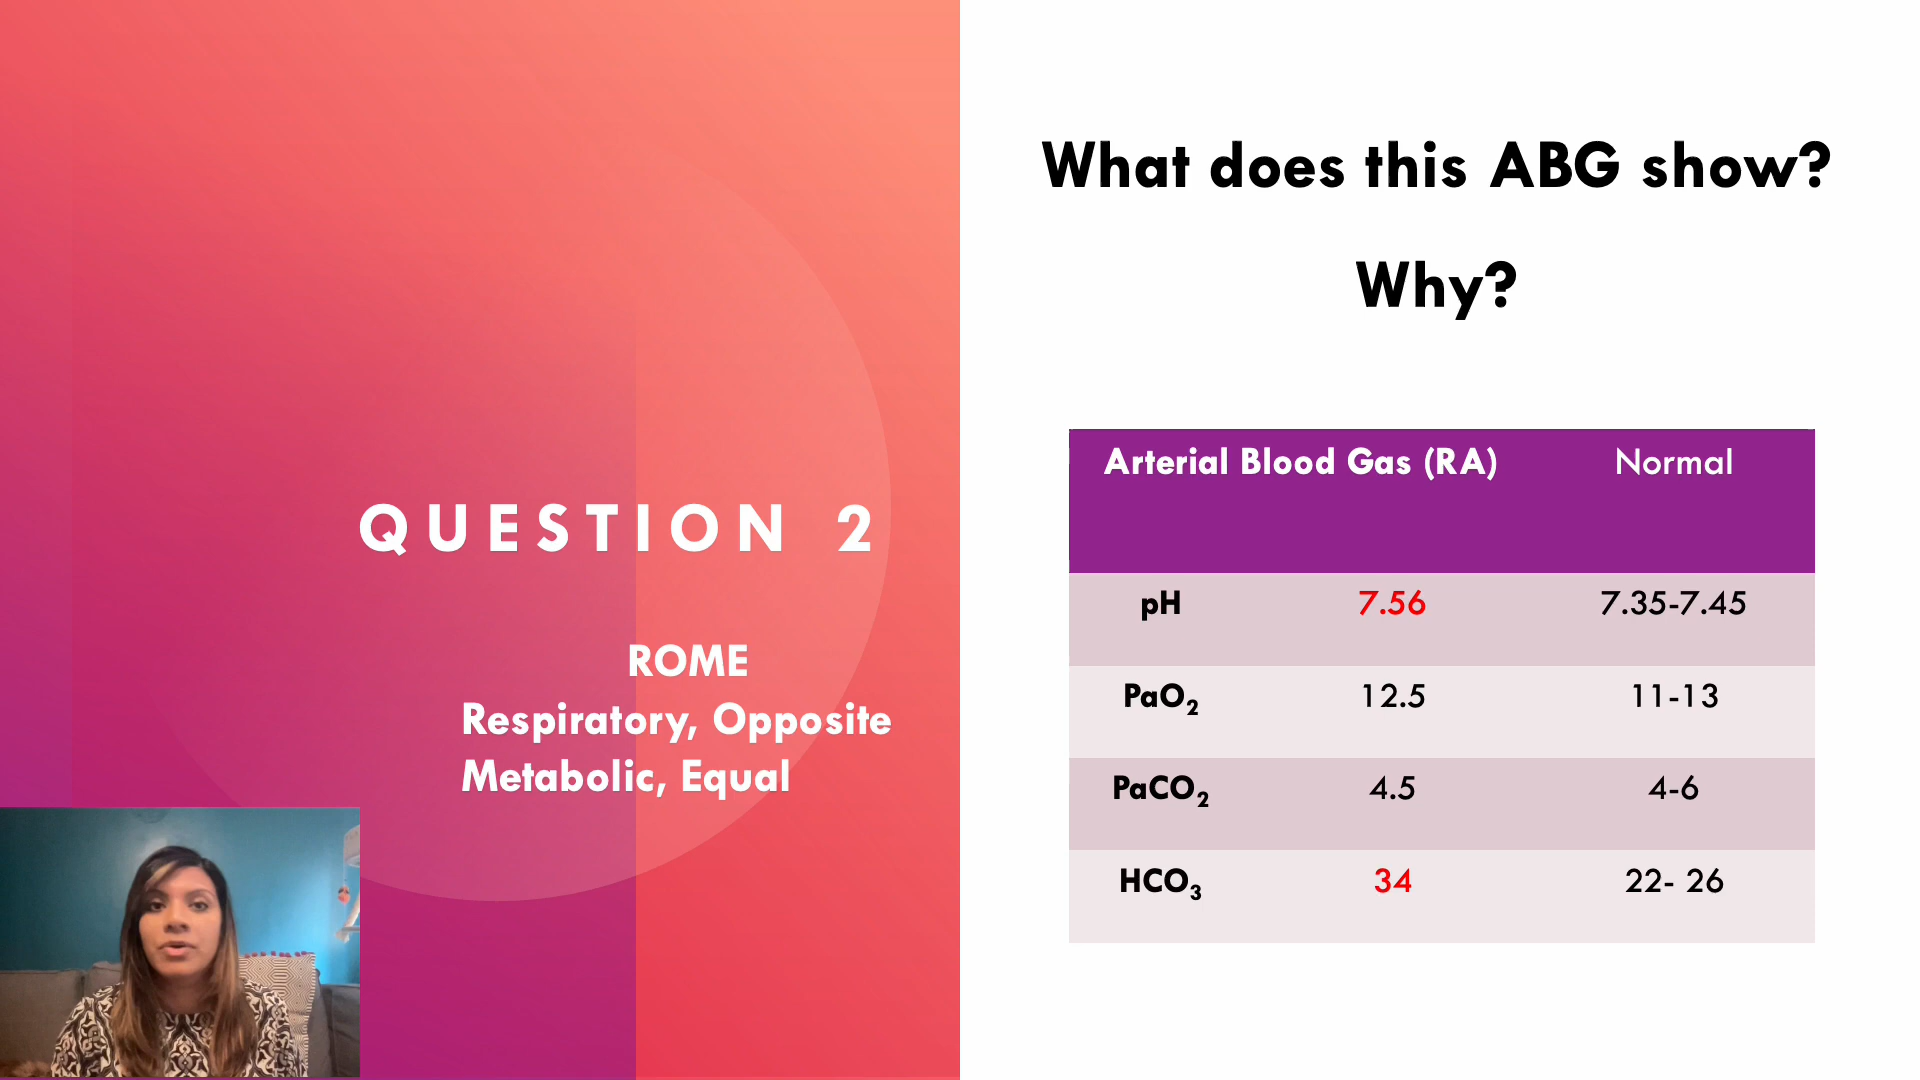 QUESTION 2
ROME
Respiratory, Opposite
Metabolic, Equal
What does this ABG show?
Why?
Arterial Blood Gas (RA) Normal
pH 7.56 7.35-7.45
PaO₂ 12.5 11-13
PaCO₂ 4.5 4-6
HCO₃ 34 22- 26